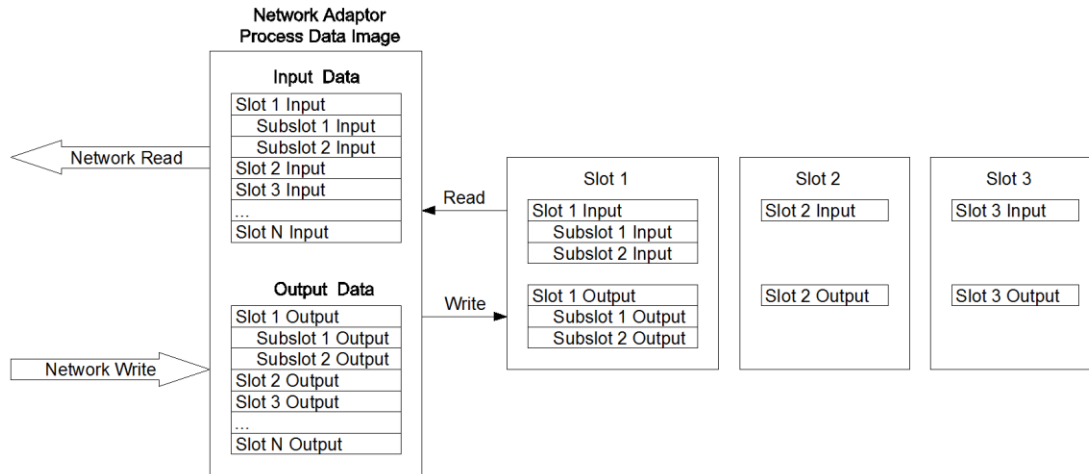 Network Adaptor
Process Data Image
Input Data
Slot 1 Input
Subslot 1 Input
Subslot 2 Input
Slot 2 Input
Slot 3 Input
...
Slot N Input
Output Data
Slot 1 Output
Subslot 1 Output
Subslot 2 Output
Slot 2 Output
Slot 3 Output
...
Slot N Output
Network Read
Network Write
Read
Write
Slot 1
Slot 1 Input
Subslot 1 Input
Subslot 2 Input
Slot 1 Output
Subslot 1 Output
Subslot 2 Output
Slot 2
Slot 2 Input
Slot 2 Output
Slot 3
Slot 3 Input
Slot 3 Output